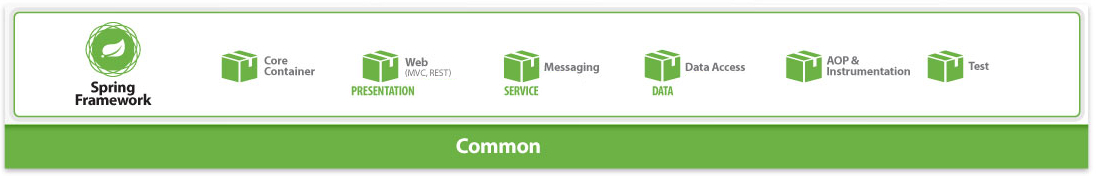 Spring
Framework
Core
Container
Web
(MVC, REST)
PRESENTATION
Messaging
SERVICE
Data Access
DATA
AOP &
Instrumentation
Test
Common